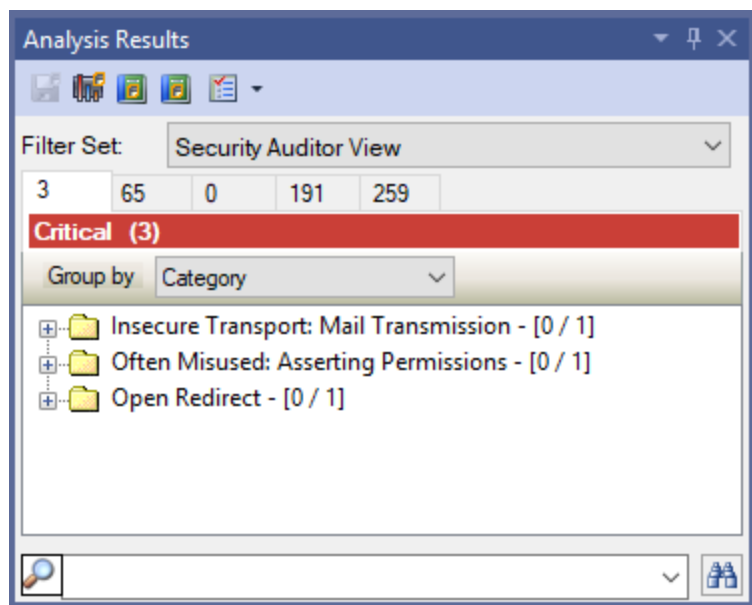 Analysis Results
Filter Set: Security Auditor View
3 65 0 191 259
Critical (3)
Group by Category
Insecure Transport: Mail Transmission - [0 / 1]
Often Misused: Asserting Permissions - [0 / 1]
Open Redirect - [0 / 1]